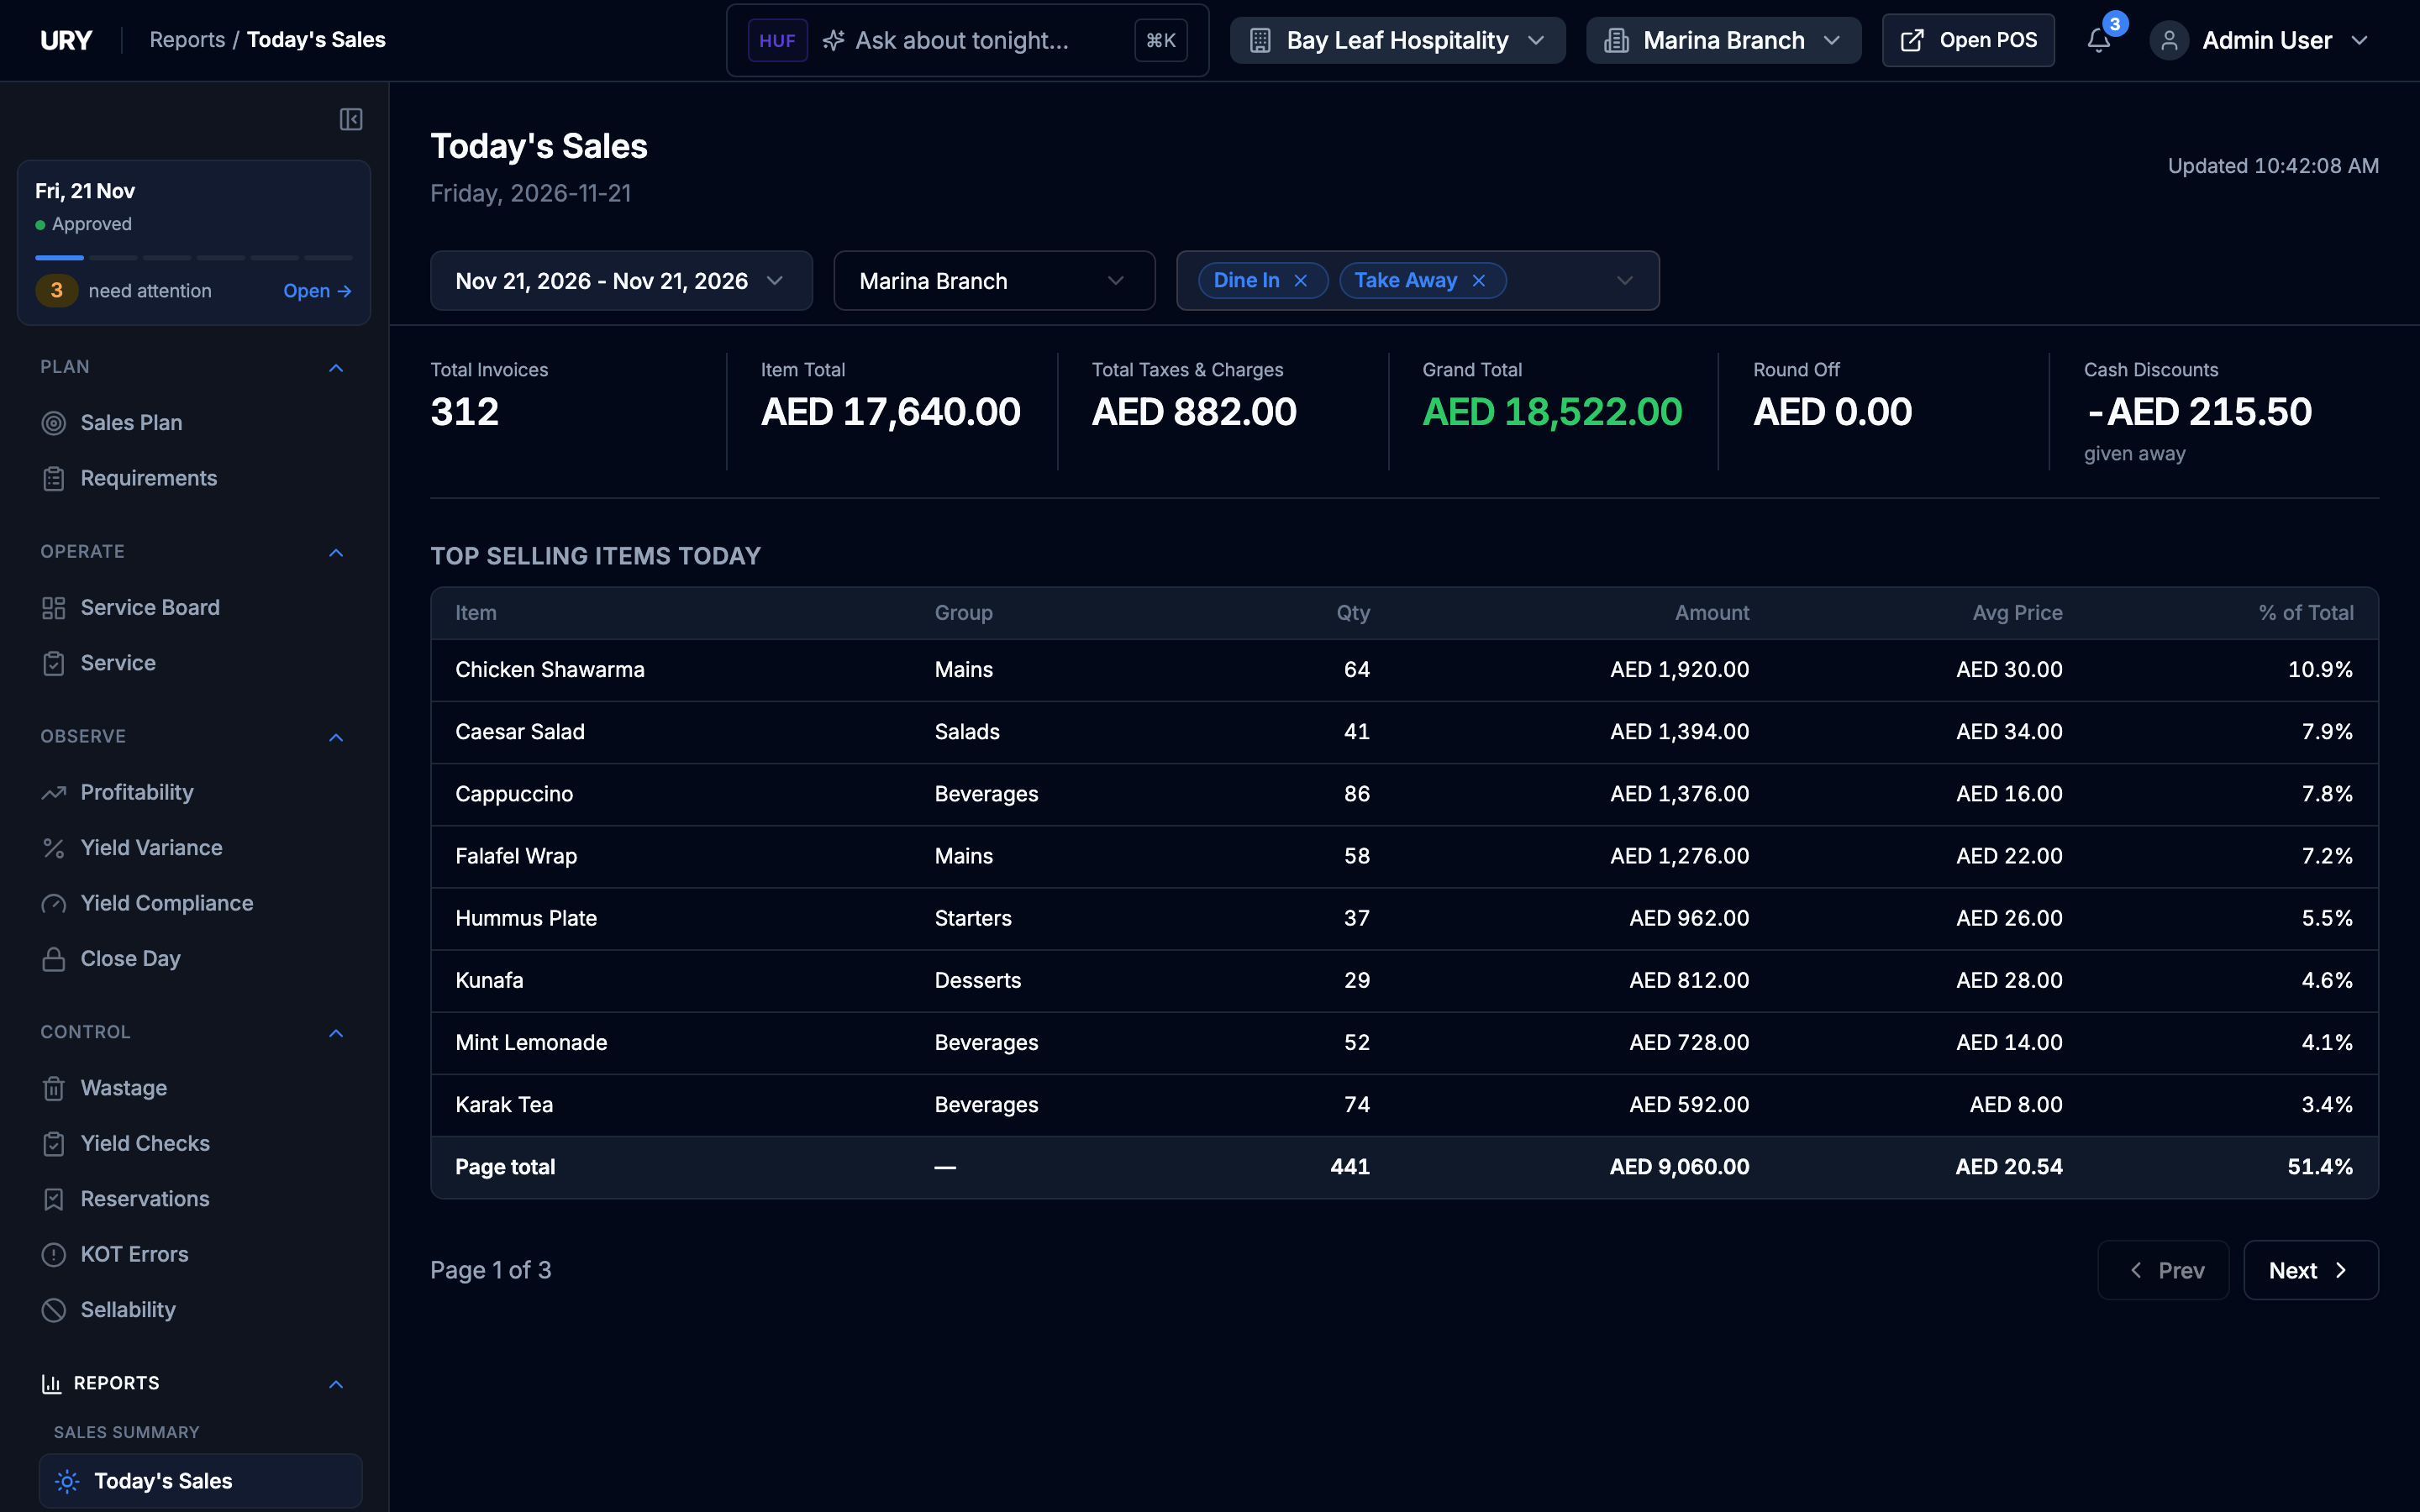 URY
Reports / Today's Sales
HUF Ask about tonight... ⌘K
Bay Leaf Hospitality
Marina Branch
Open POS
3
Admin User
Fri, 21 Nov
Approved
3 need attention Open →
PLAN
Sales Plan
Requirements
OPERATE
Service Board
Service
OBSERVE
Profitability
Yield Variance
Yield Compliance
Close Day
CONTROL
Wastage
Yield Checks
Reservations
KOT Errors
Sellability
REPORTS
SALES SUMMARY
Today's Sales
Today's Sales
Friday, 2026-11-21
Updated 10:42:08 AM
Nov 21, 2026 - Nov 21, 2026
Marina Branch
Dine In × Take Away ×
Total Invoices
312
Item Total
AED 17,640.00
Total Taxes & Charges
AED 882.00
Grand Total
AED 18,522.00
Round Off
AED 0.00
Cash Discounts
-AED 215.50
given away
TOP SELLING ITEMS TODAY
Item Group Qty Amount Avg Price % of Total
Chicken Shawarma Mains 64 AED 1,920.00 AED 30.00 10.9%
Caesar Salad Salads 41 AED 1,394.00 AED 34.00 7.9%
Cappuccino Beverages 86 AED 1,376.00 AED 16.00 7.8%
Falafel Wrap Mains 58 AED 1,276.00 AED 22.00 7.2%
Hummus Plate Starters 37 AED 962.00 AED 26.00 5.5%
Kunafa Desserts 29 AED 812.00 AED 28.00 4.6%
Mint Lemonade Beverages 52 AED 728.00 AED 14.00 4.1%
Karak Tea Beverages 74 AED 592.00 AED 8.00 3.4%
Page total — 441 AED 9,060.00 AED 20.54 51.4%
Page 1 of 3
Prev
Next